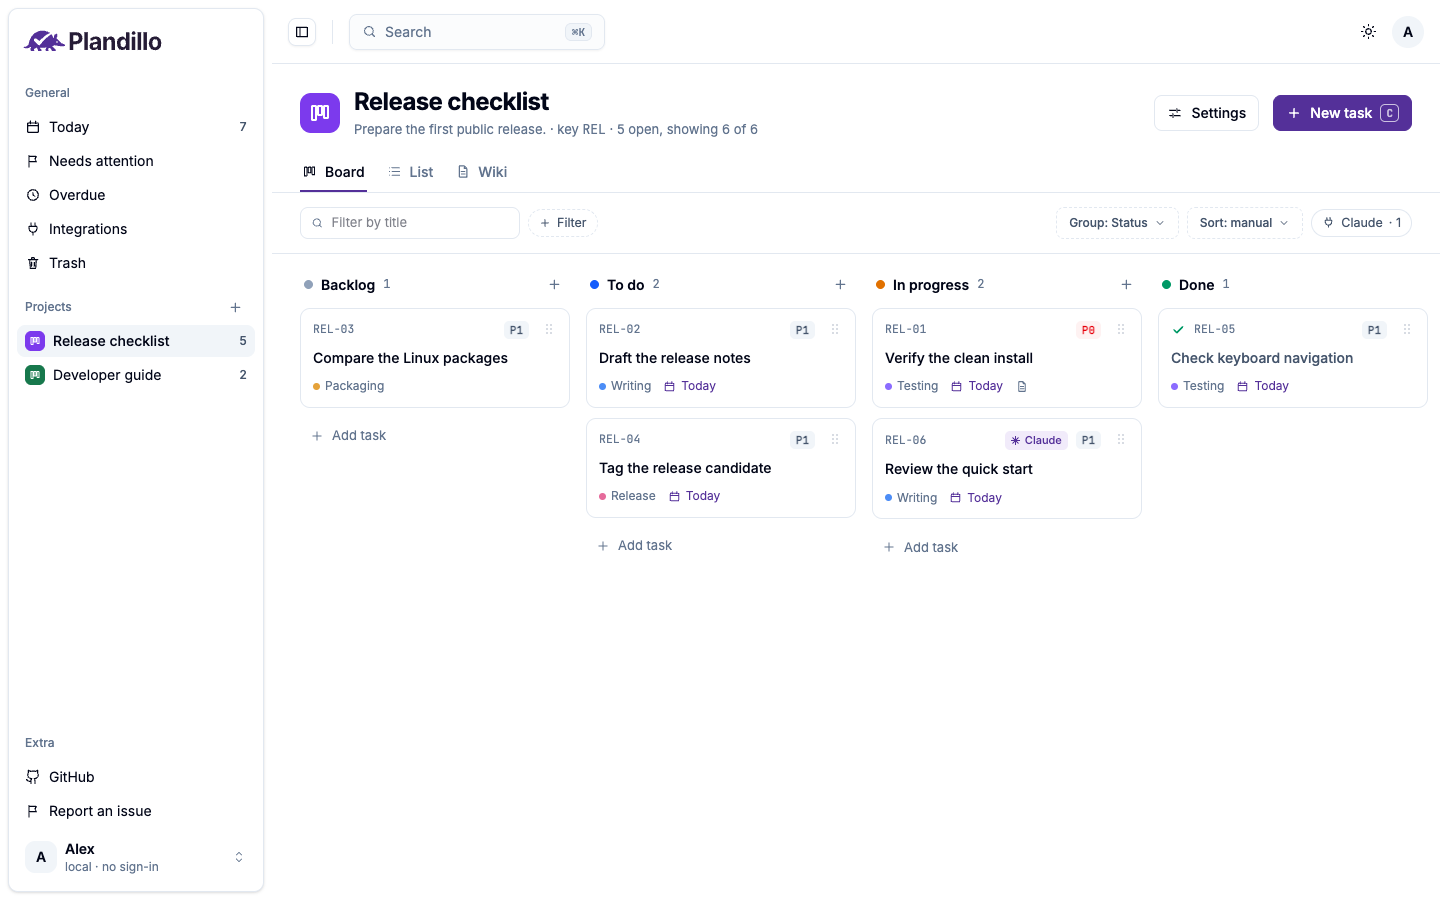 Plandillo
General
Today 7
Needs attention
Overdue
Integrations
Trash
Projects
Release checklist 5
Developer guide 2
Extra
GitHub
Report an issue
A
Alex
local · no sign-in
Search ⌘K
A
Release checklist
Prepare the first public release. · key REL · 5 open, showing 6 of 6
Settings
New task C
Board List Wiki
Filter by title
Filter
Group: Status
Sort: manual
Claude · 1
Backlog 1
REL-03 P1
Compare the Linux packages
Packaging
Add task
To do 2
REL-02 P1
Draft the release notes
Writing Today
REL-04 P1
Tag the release candidate
Release Today
Add task
In progress 2
REL-01 P0
Verify the clean install
Testing Today
REL-06 Claude P1
Review the quick start
Writing Today
Add task
Done 1
REL-05 P1
Check keyboard navigation
Testing Today